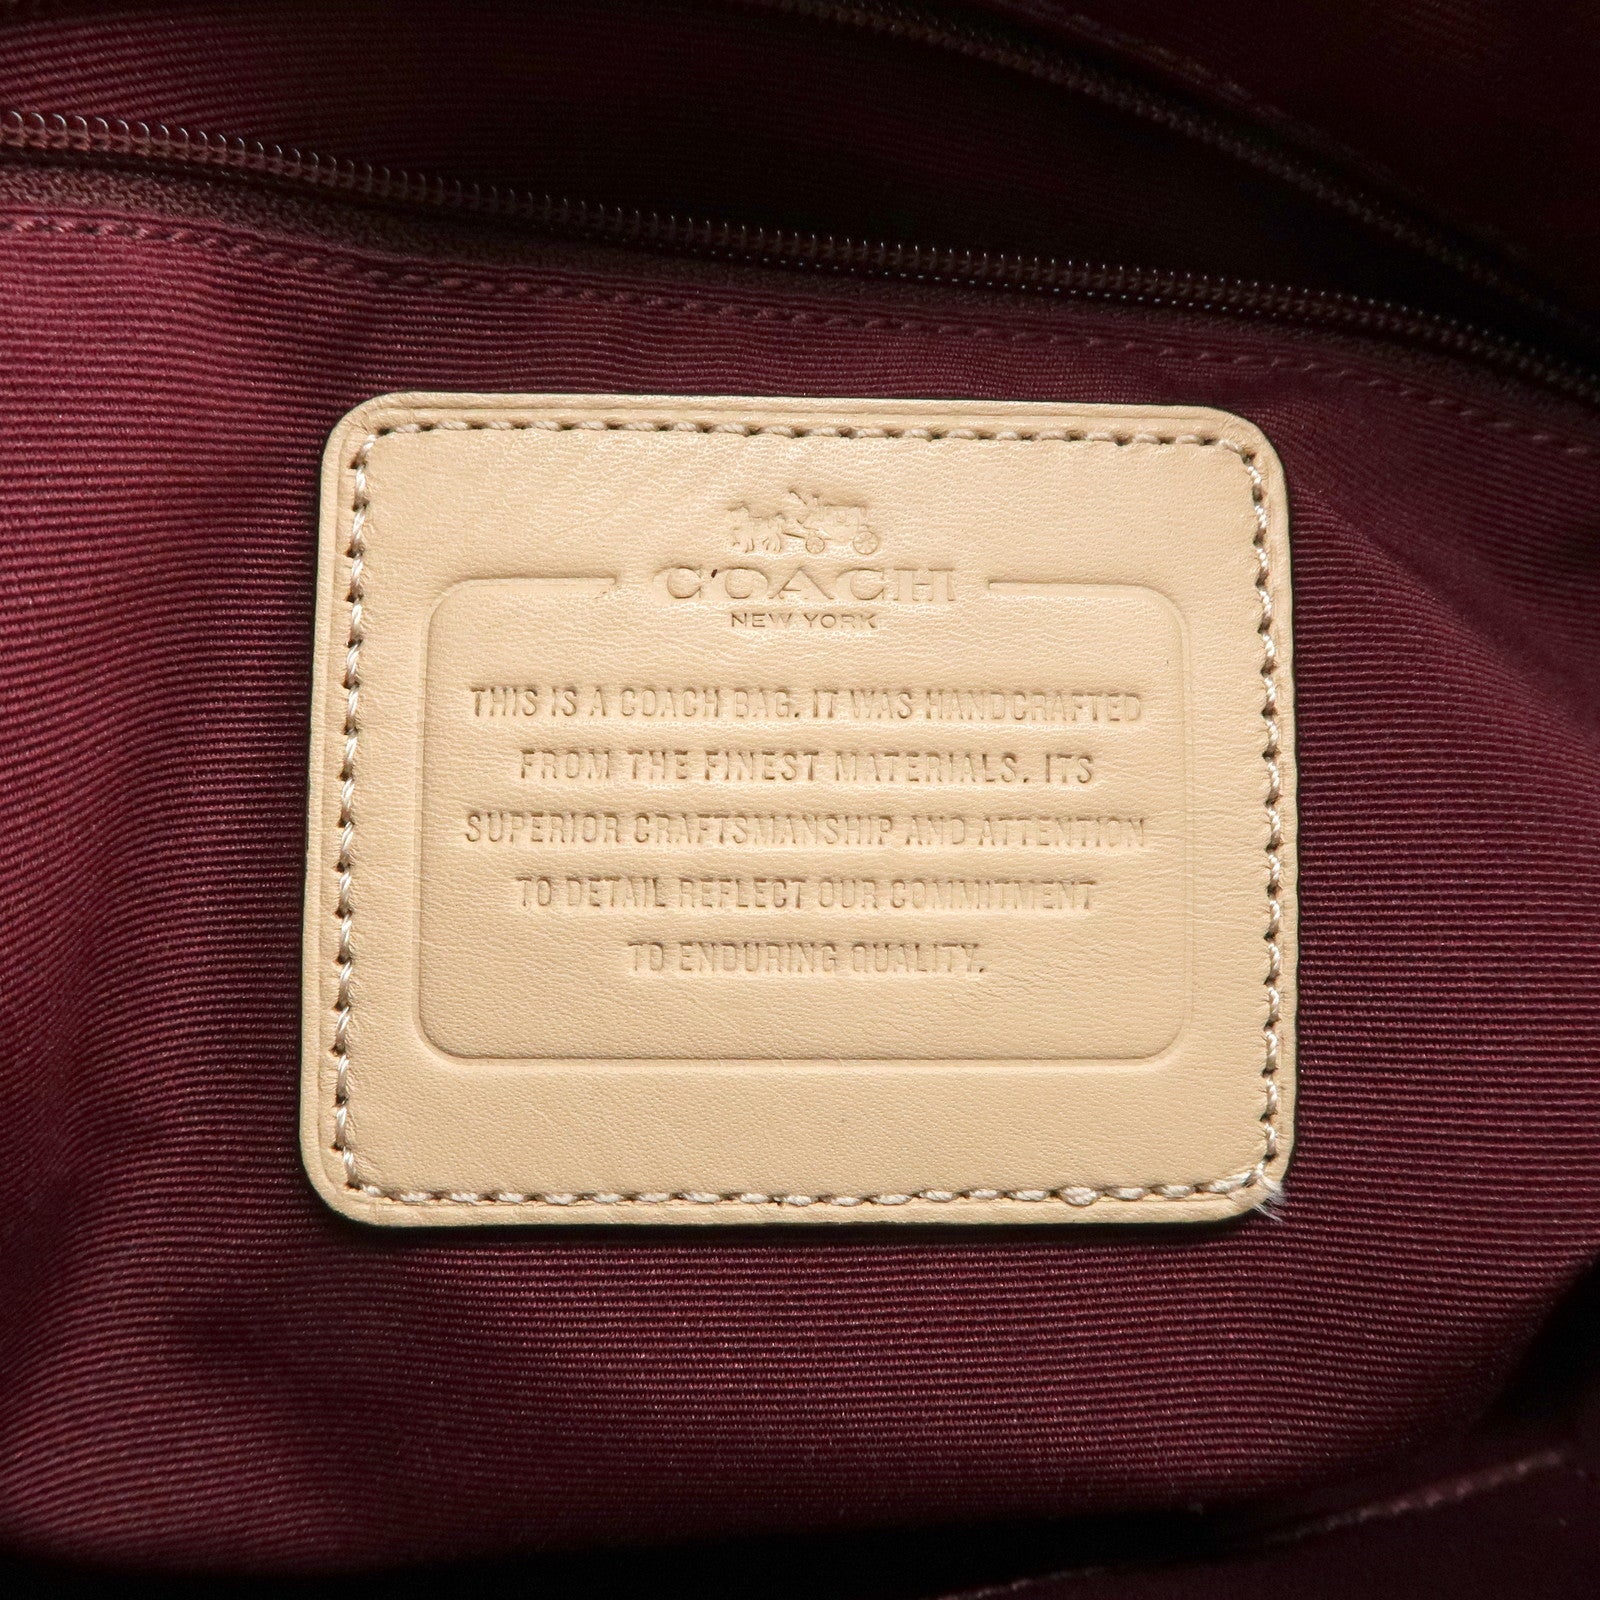 COACH
NEW YORK
THIS IS A COACH BAG. IT WAS HANDCRAFTED
FROM THE FINEST MATERIALS. ITS
SUPERIOR CRAFTSMANSHIP AND ATTENTION
TO DETAIL REFLECT OUR COMMITMENT
TO ENDURING QUALITY.